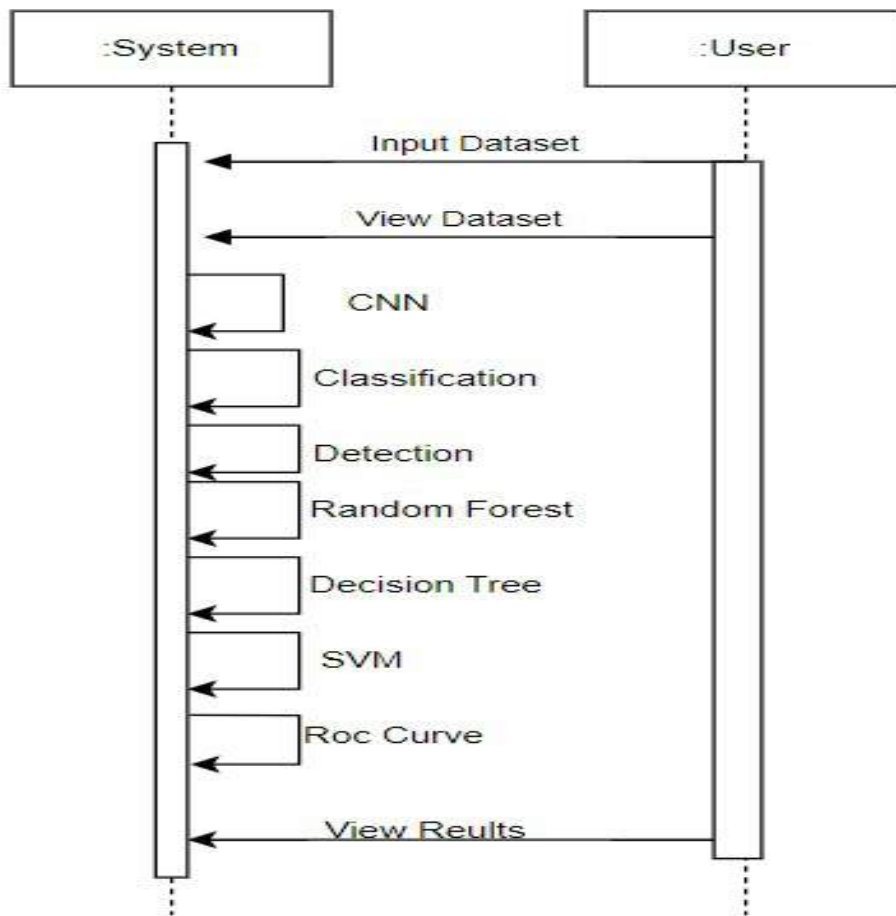 :System
:User
Input Dataset
View Dataset
CNN
Classification
Detection
Random Forest
Decision Tree
SVM
Roc Curve
View Reults